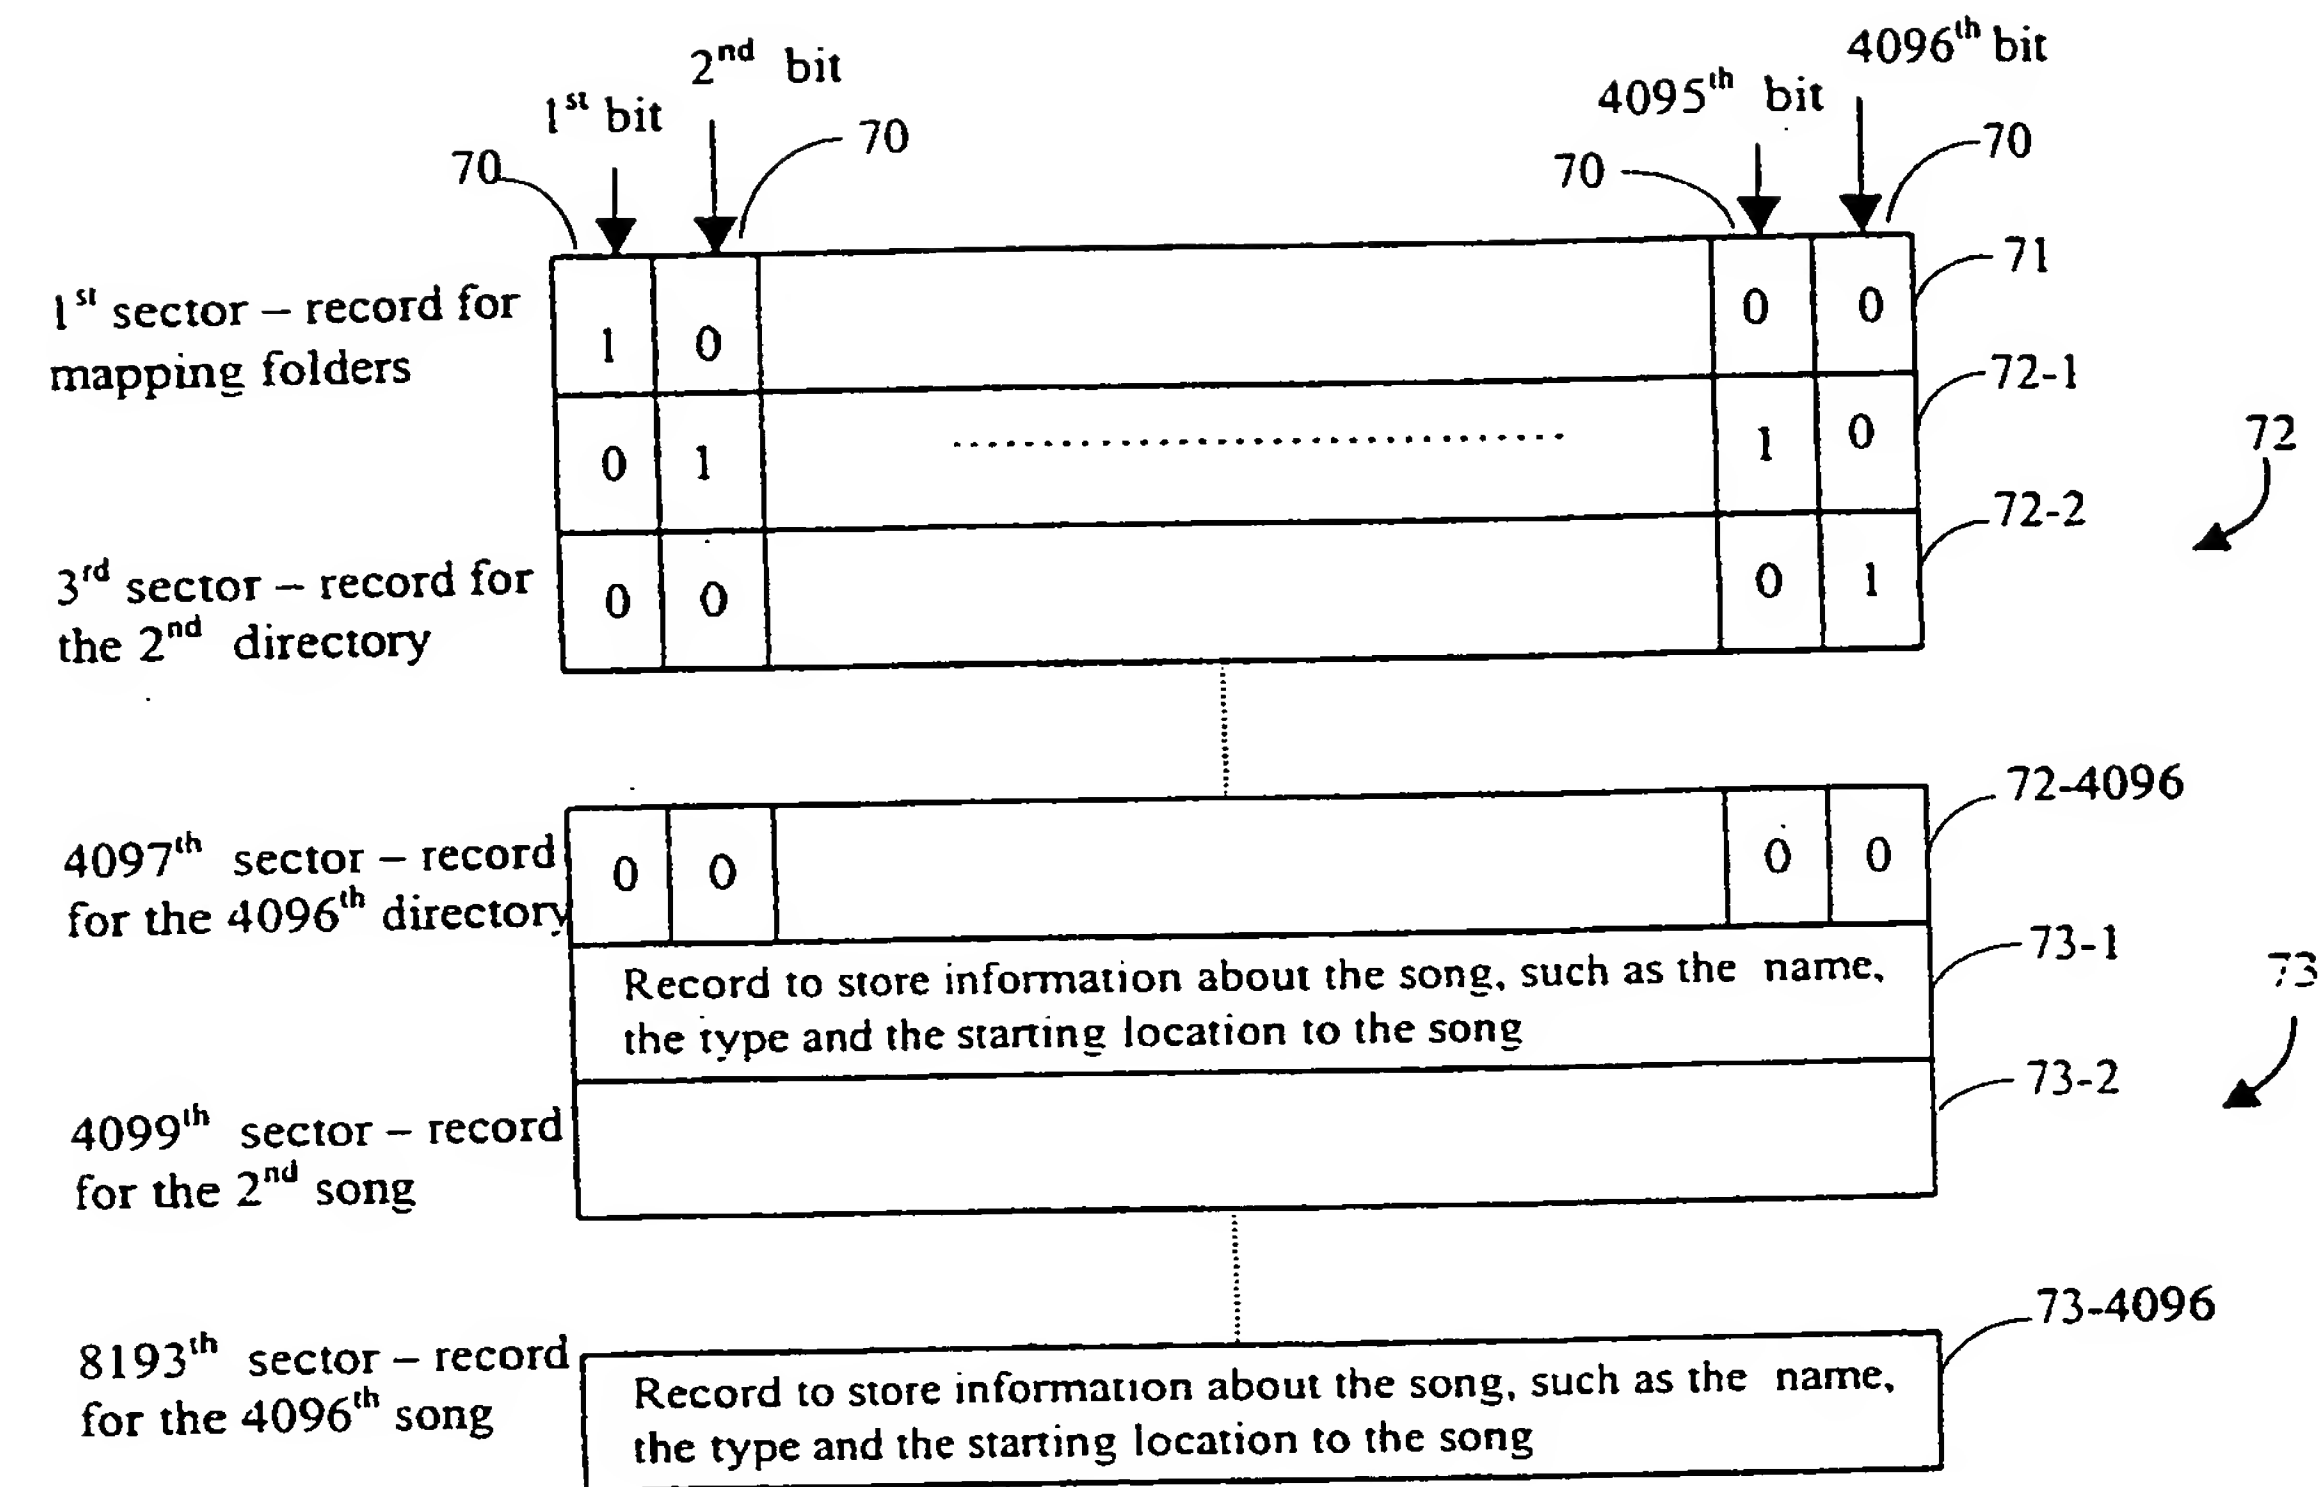 4096th bit
2nd bit
4095th bit
1st bit
70
70
70
70
71
1st sector – record for
mapping folders
1 0 0 0
72-1
0 1 1 0
72
72-2
3rd sector – record for
the 2nd directory
0 0 0 1
72-4096
4097th sector – record
for the 4096th directory
0 0 0 0
73-1
Record to store information about the song, such as the name,
the type and the starting location to the song
73
73-2
4099th sector – record
for the 2nd song
73-4096
8193th sector – record
for the 4096th song
Record to store information about the song, such as the name,
the type and the starting location to the song